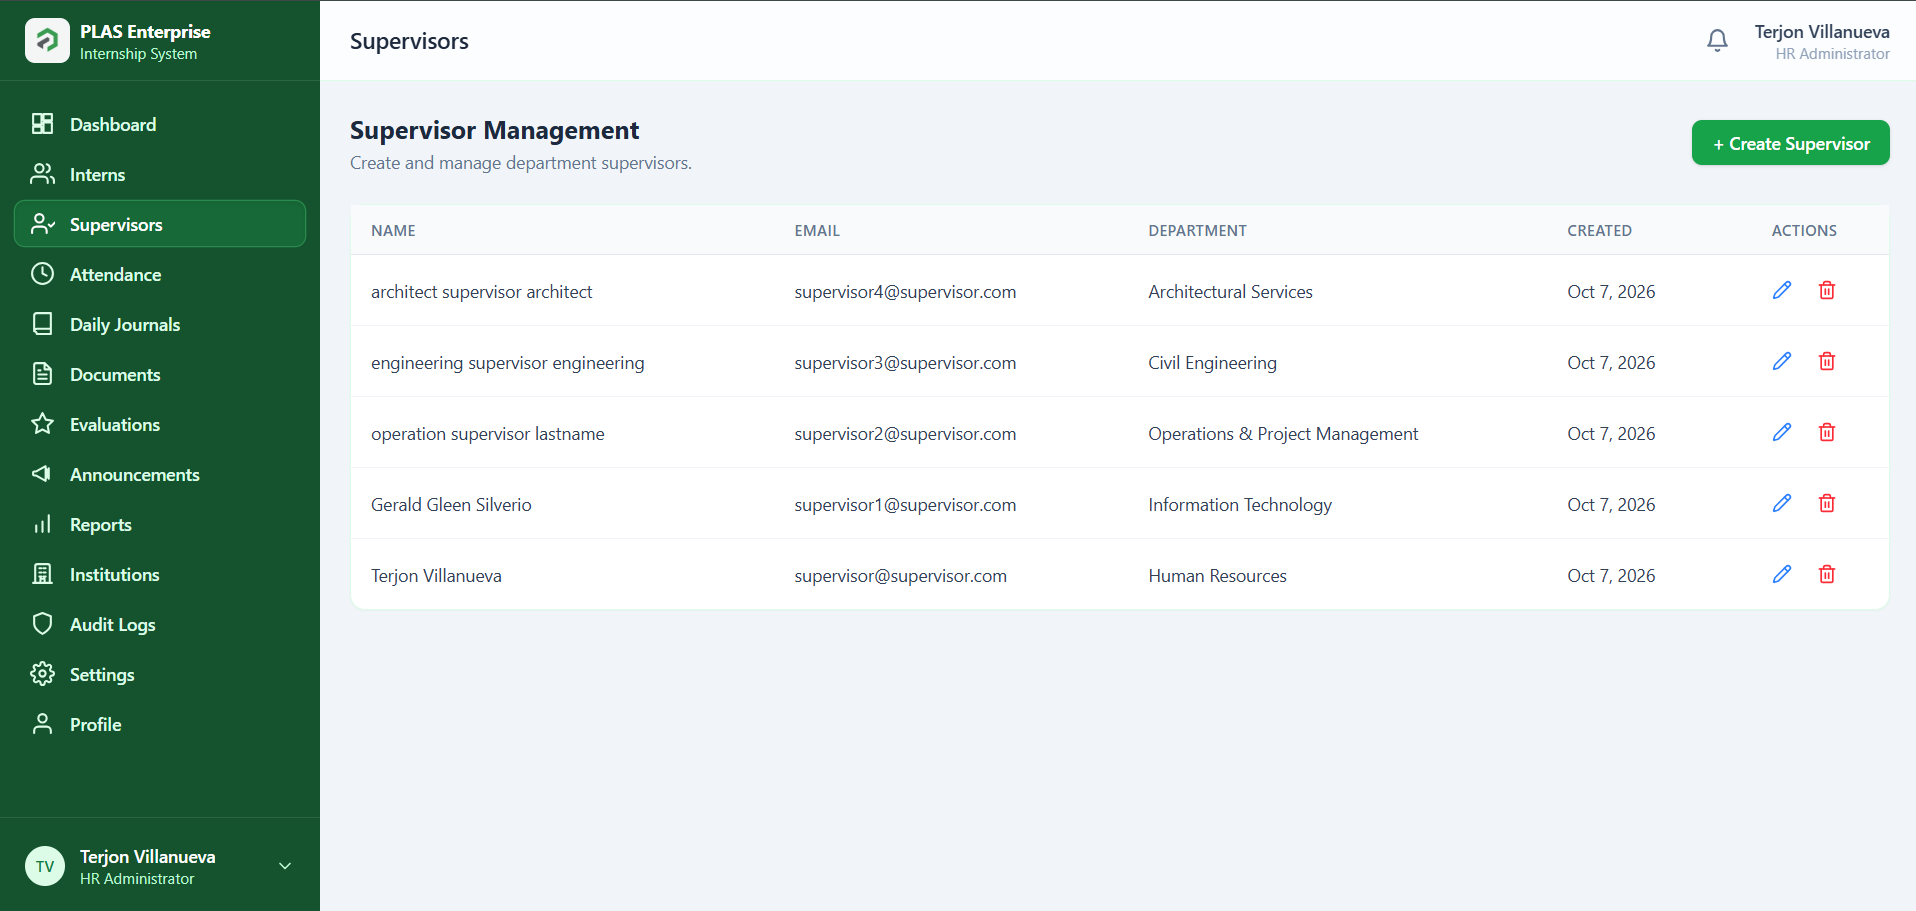 PLAS Enterprise
Internship System
Dashboard
Interns
Supervisors
Attendance
Daily Journals
Documents
Evaluations
Announcements
Reports
Institutions
Audit Logs
Settings
Profile
TV
Terjon Villanueva
HR Administrator
Supervisors
Terjon Villanueva
HR Administrator
Supervisor Management
Create and manage department supervisors.
+ Create Supervisor
NAME EMAIL DEPARTMENT CREATED ACTIONS
architect supervisor architect supervisor4@supervisor.com Architectural Services Oct 7, 2026
engineering supervisor engineering supervisor3@supervisor.com Civil Engineering Oct 7, 2026
operation supervisor lastname supervisor2@supervisor.com Operations & Project Management Oct 7, 2026
Gerald Gleen Silverio supervisor1@supervisor.com Information Technology Oct 7, 2026
Terjon Villanueva supervisor@supervisor.com Human Resources Oct 7, 2026